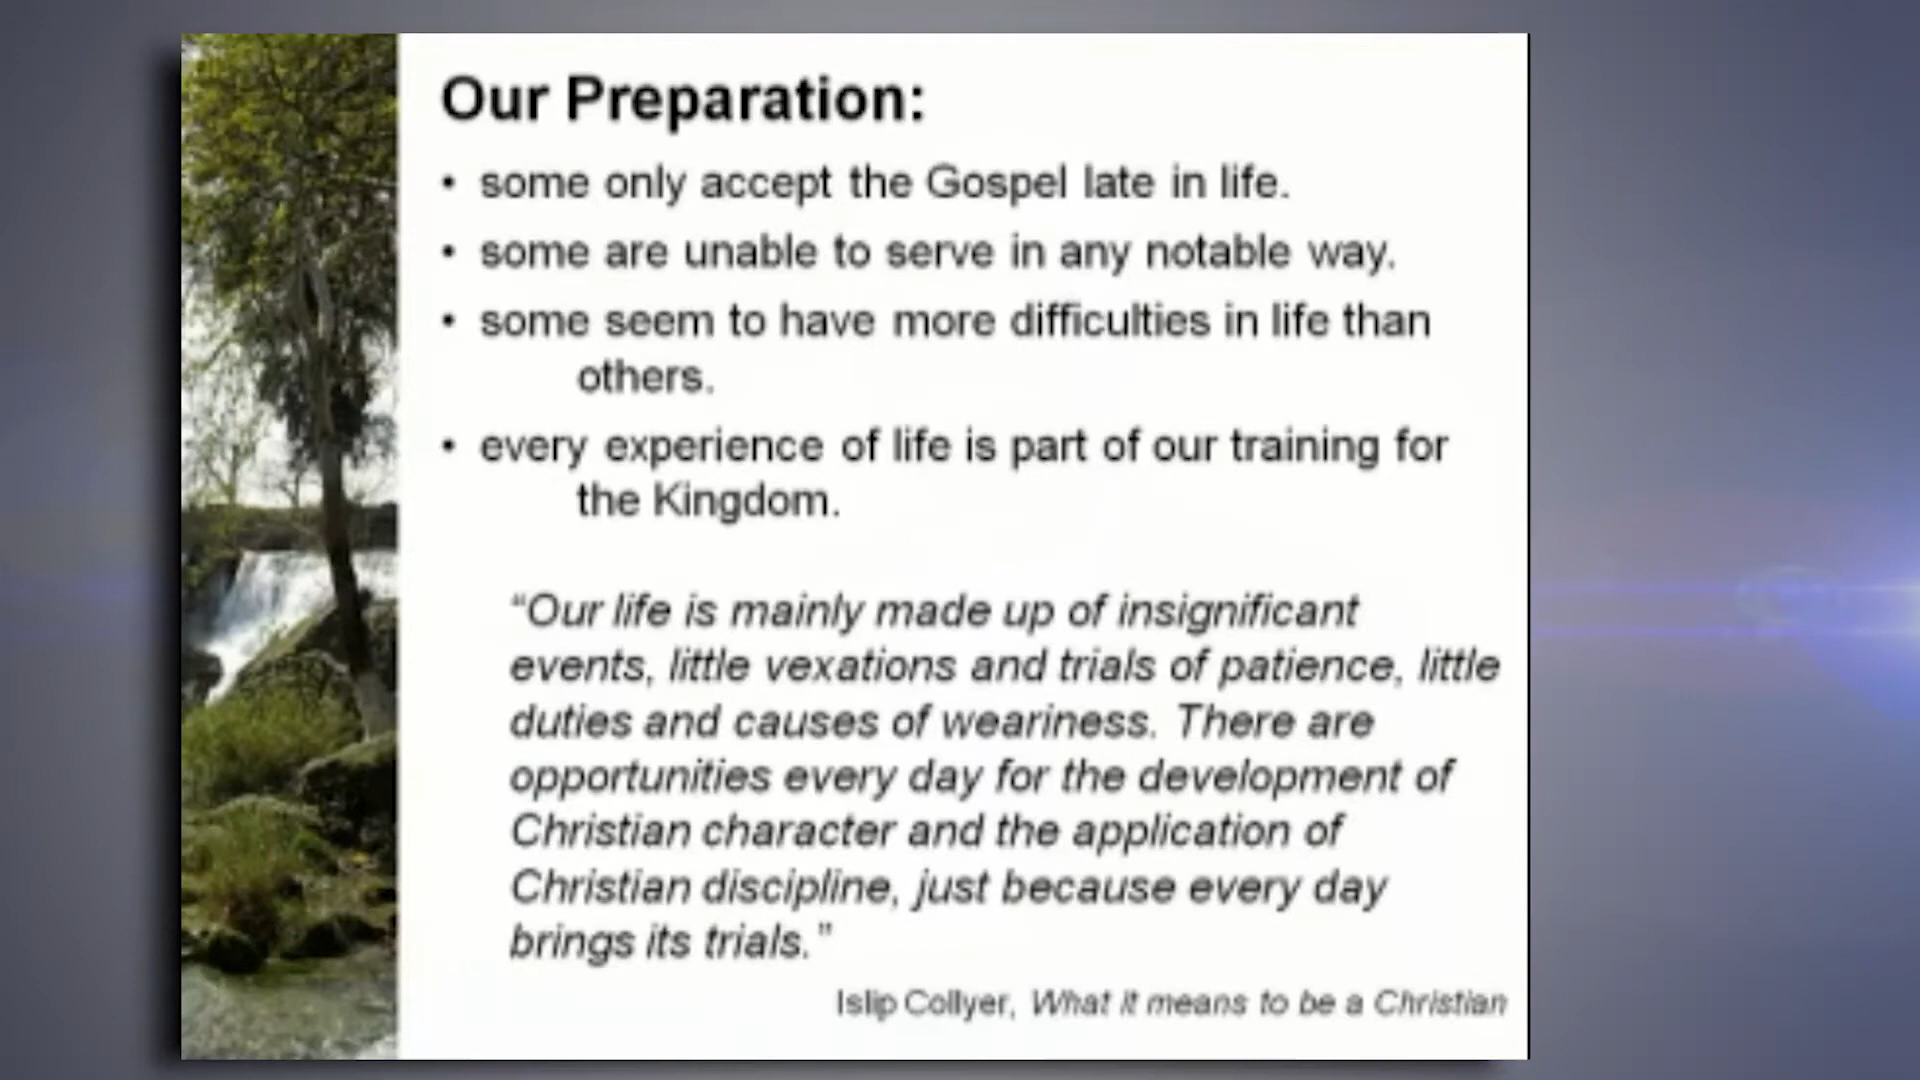 Our Preparation:
• some only accept the Gospel late in life.
• some are unable to serve in any notable way.
• some seem to have more difficulties in life than
others.
• every experience of life is part of our training for
the Kingdom.
“Our life is mainly made up of insignificant
events, little vexations and trials of patience, little
duties and causes of weariness. There are
opportunities every day for the development of
Christian character and the application of
Christian discipline, just because every day
brings its trials.”
Islip Collyer, What it means to be a Christian